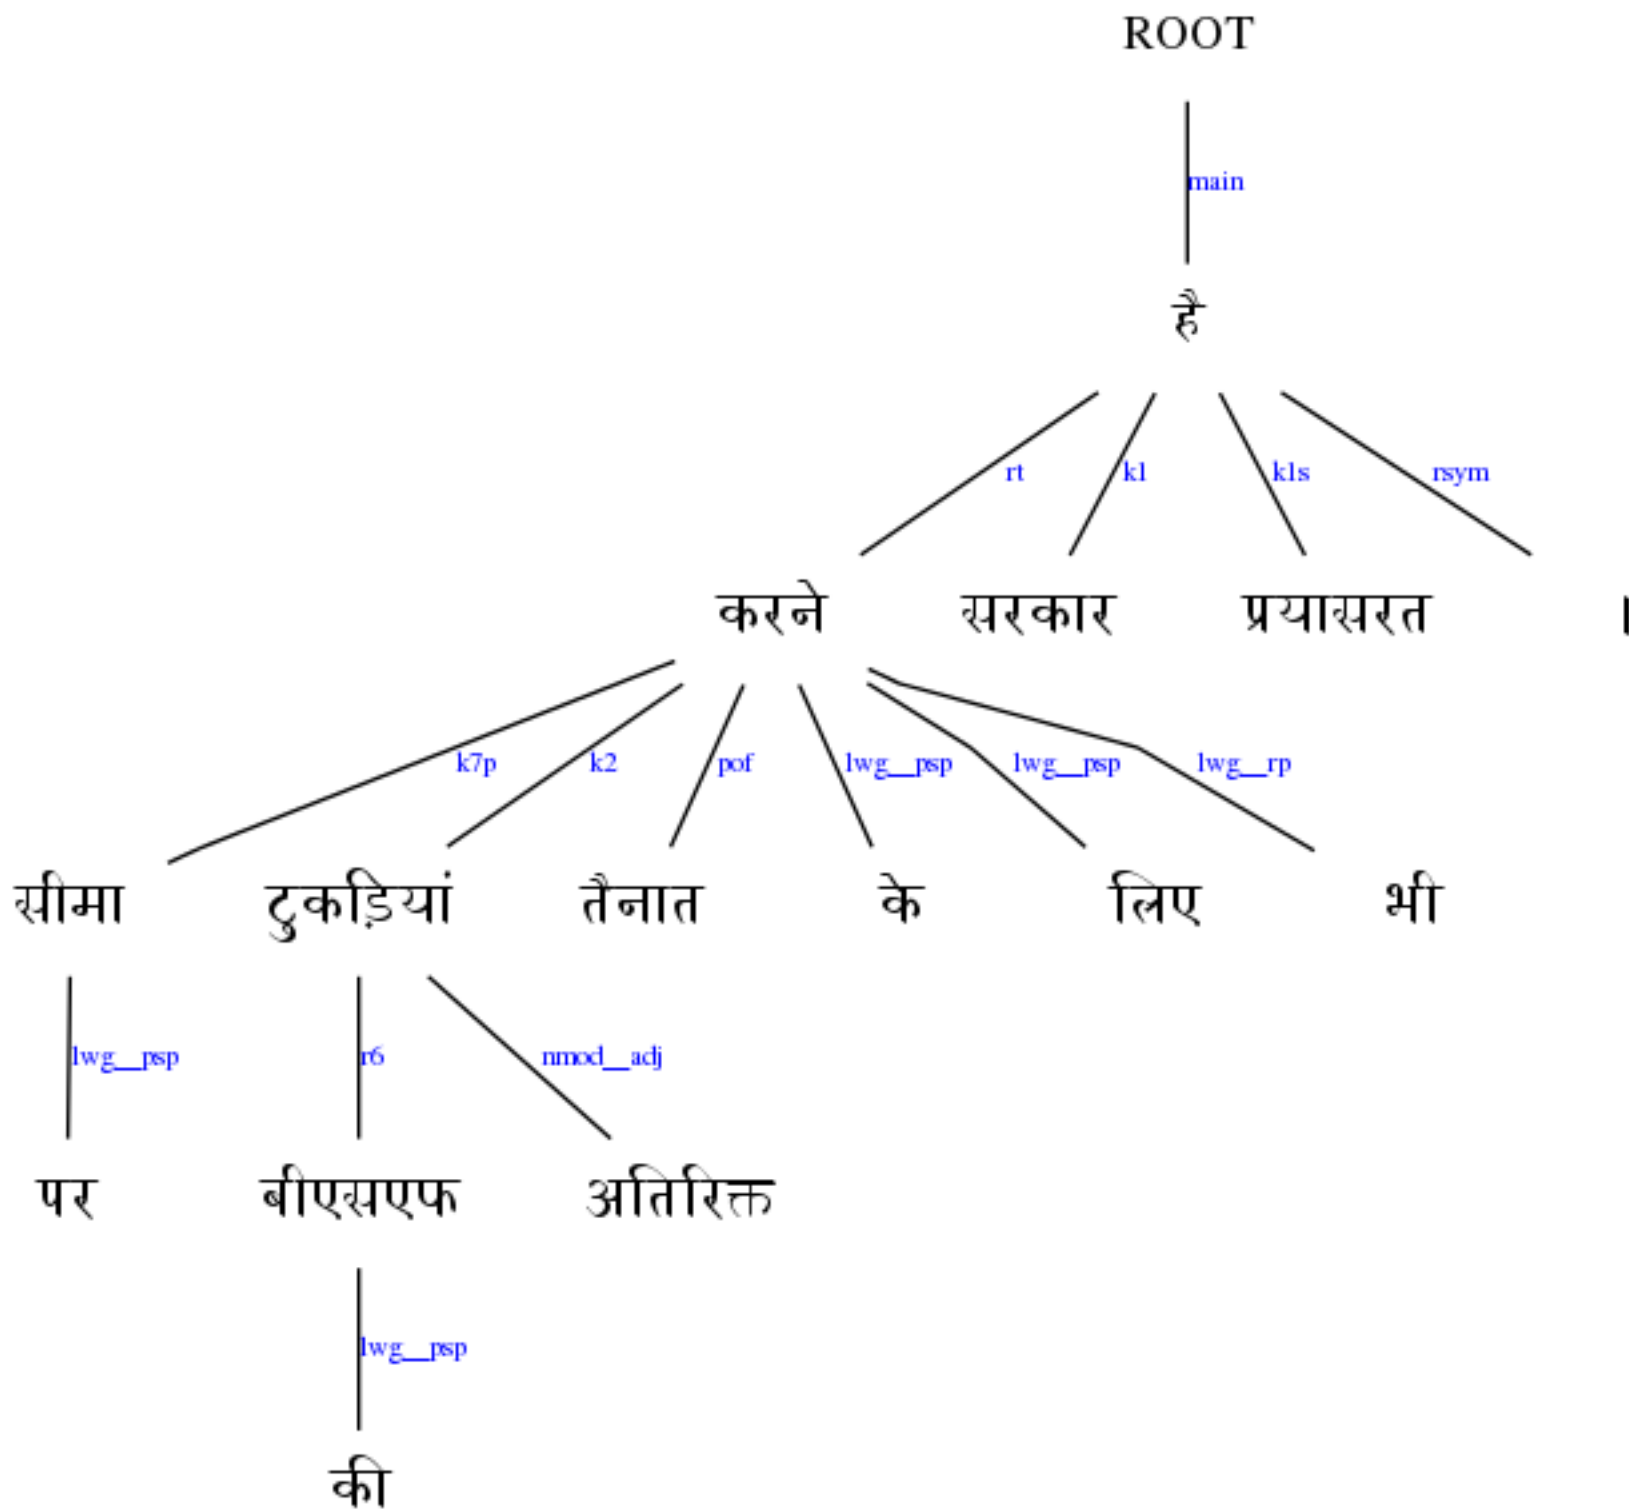 ROOT
main
है
rt k1 k1s rsym
करने सरकार प्रयासरत ।
k7p k2 pof lwg__psp lwg__psp lwg__rp
सीमा टुकड़ियां तैनात के लिए भी
lwg__psp r6 nmod__adj
पर बीएसएफ अतिरिक्त
lwg__psp
की